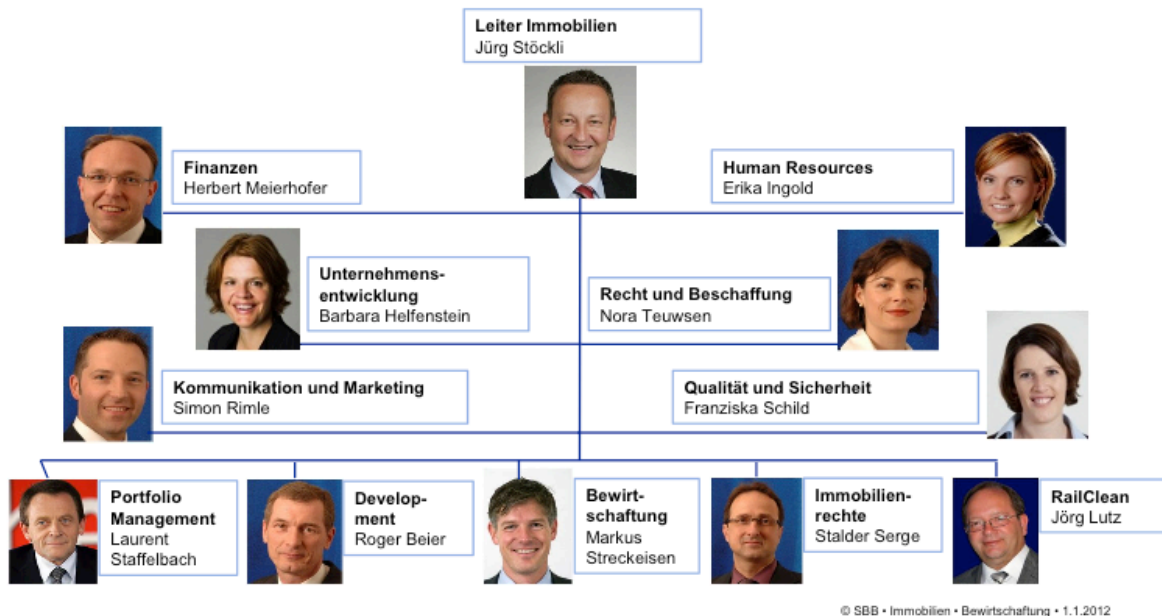 Leiter Immobilien
Jürg Stöckli
Finanzen
Herbert Meierhofer
Human Resources
Erika Ingold
Unternehmens-
entwicklung
Barbara Helfenstein
Recht und Beschaffung
Nora Teuwsen
Kommunikation und Marketing
Simon Rimle
Qualität und Sicherheit
Franziska Schild
Portfolio
Management
Laurent
Staffelbach
Develop-
ment
Roger Beier
Bewirt-
schaftung
Markus
Streckeisen
Immobilien-
rechte
Stalder Serge
RailClean
Jörg Lutz
© SBB • Immobilien • Bewirtschaftung • 1.1.2012